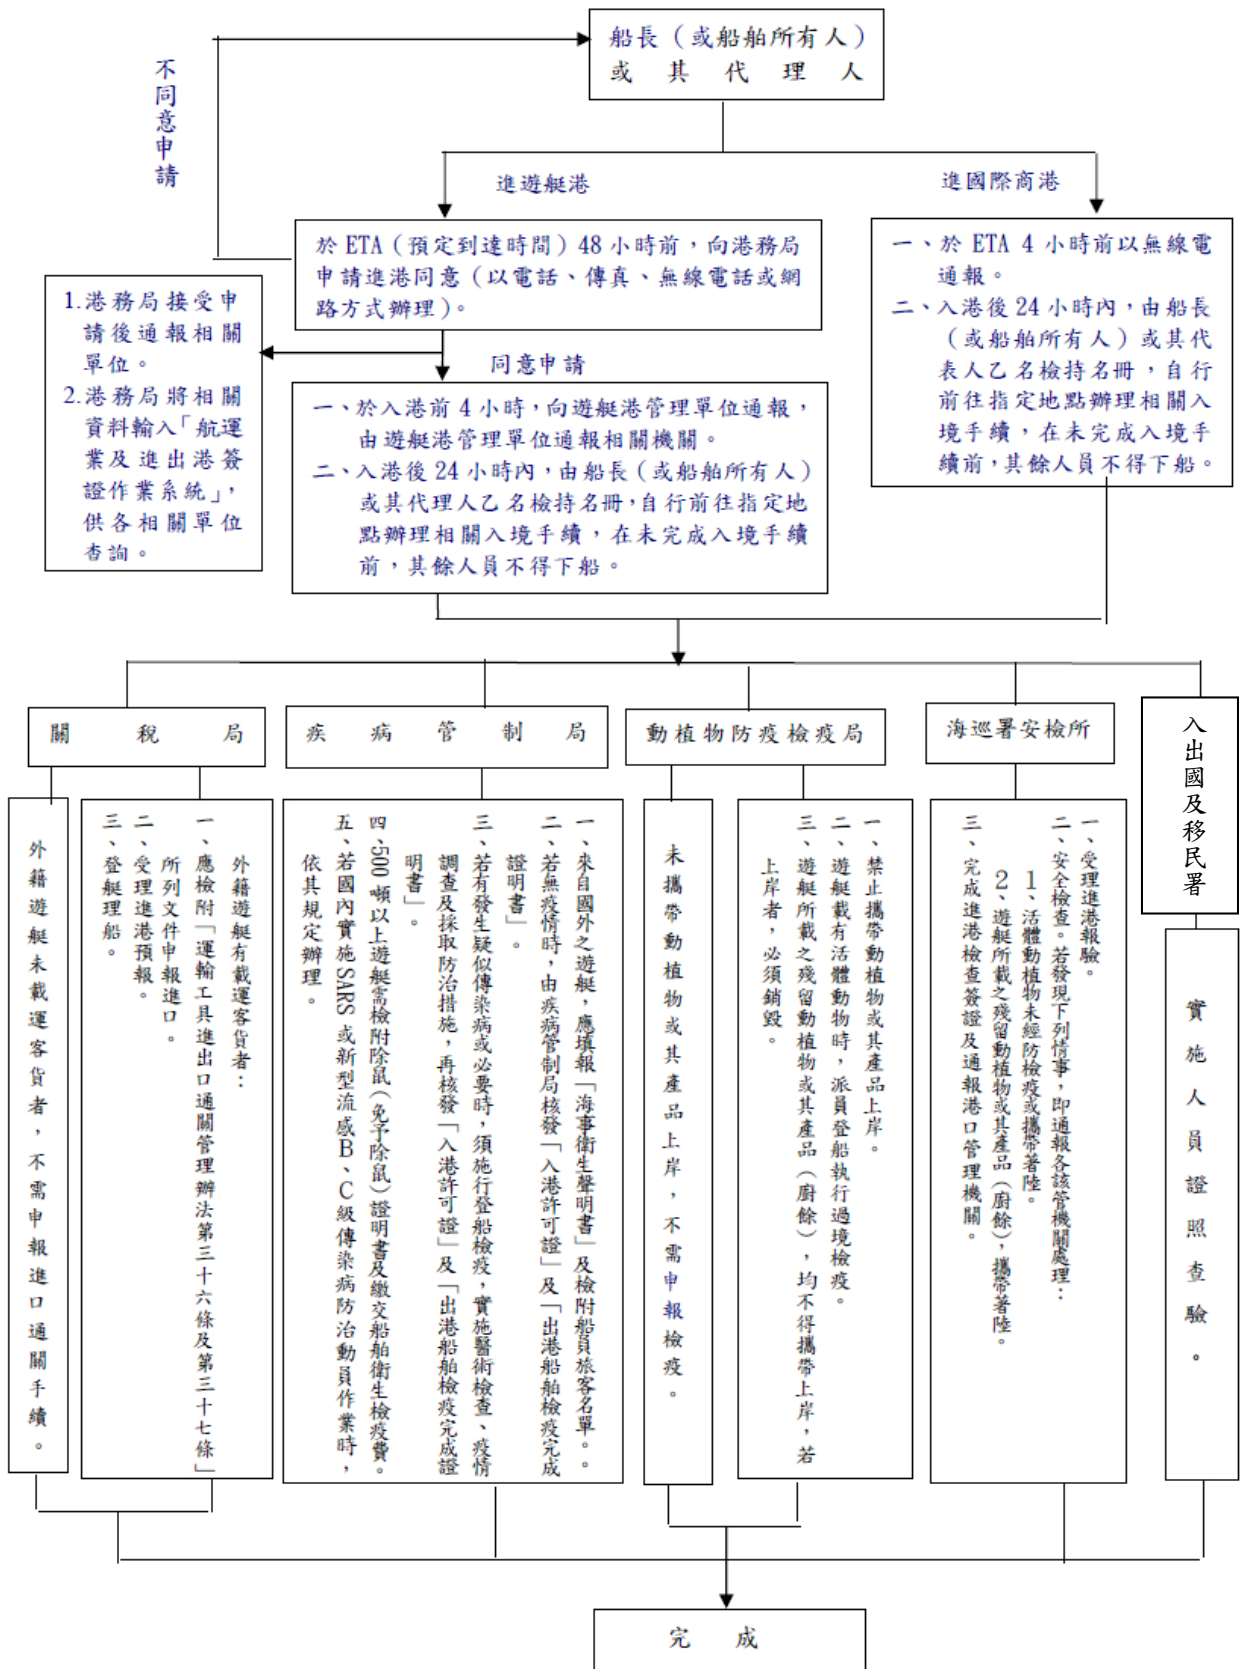 船長（或船舶所有人）
或其代理人
不同意申請
進遊艇港
進國際商港
於 ETA（預定到達時間）48 小時前，向港務局
申請進港同意（以電話、傳真、無線電話或網
路方式辦理）。
一、於 ETA 4 小時前以無線電
通報。
二、入港後 24 小時內，由船長
（或船舶所有人）或其代
表人乙名檢持名冊，自行
前往指定地點辦理相關入
境手續，在未完成入境手
續前，其餘人員不得下船。
1.港務局接受申
請後通報相關
單位。
2.港務局將相關
資料輸入「航運
業及進出港簽
證作業系統」，
供各相關單位
查詢。
同意申請
一、於入港前 4 小時，向遊艇港管理單位通報，
由遊艇港管理單位通報相關機關。
二、入港後 24 小時內，由船長（或船舶所有人）
或其代理人乙名檢持名冊，自行前往指定地
點辦理相關入境手續，在未完成入境手續
前，其餘人員不得下船。
關稅局
疾病管制局
動植物防疫檢疫局
海巡署安檢所
入出國及移民署
外籍遊艇未載運客貨者，不需申報進口通關手續。
外籍遊艇有載運客貨者：
一、應檢附「運輸工具進出口通關管理辦法第三十六條及第三十七條」
所列文件申報進口。
二、受理進港預報。
三、登艇理船。
一、來自國外之遊艇，應填報「海事衛生聲明書」及檢附船員旅客名單。。
二、若無疫情時，由疾病管制局核發「入港許可證」及「出港船舶檢疫完成
證明書」。
三、若有發生疑似傳染病或必要時，須施行登船檢疫，實施醫術檢查、疫情
調查及採取防治措施，再核發「入港許可證」及「出港船舶檢疫完成證
明書」。
四、500 噸以上遊艇需檢附除鼠（免予除鼠）證明書及繳交船舶衛生檢疫費。
五、若國內實施SARS 或新型流感B、C級傳染病防治動員作業時，
依其規定辦理。
未攜帶動植物或其產品上岸，不需申報檢疫。
一、禁止攜帶動植物或其產品上岸。
二、遊艇載有活體動物時，派員登船執行過境檢疫。
三、遊艇所載之殘留動植物或其產品（廚餘），均不得攜帶上岸，若
上岸者，必須銷毀。
一、受理進港報驗。
二、安全檢查。若發現下列情事，即通報各該管機關處理：
1、活體動植物未經防檢疫或攜帶著陸。
2、遊艇所載之殘留動植物或其產品（廚餘），攜帶著陸。
三、完成進港檢查簽證及通報港口管理機關。
實施人員證照查驗。
完成